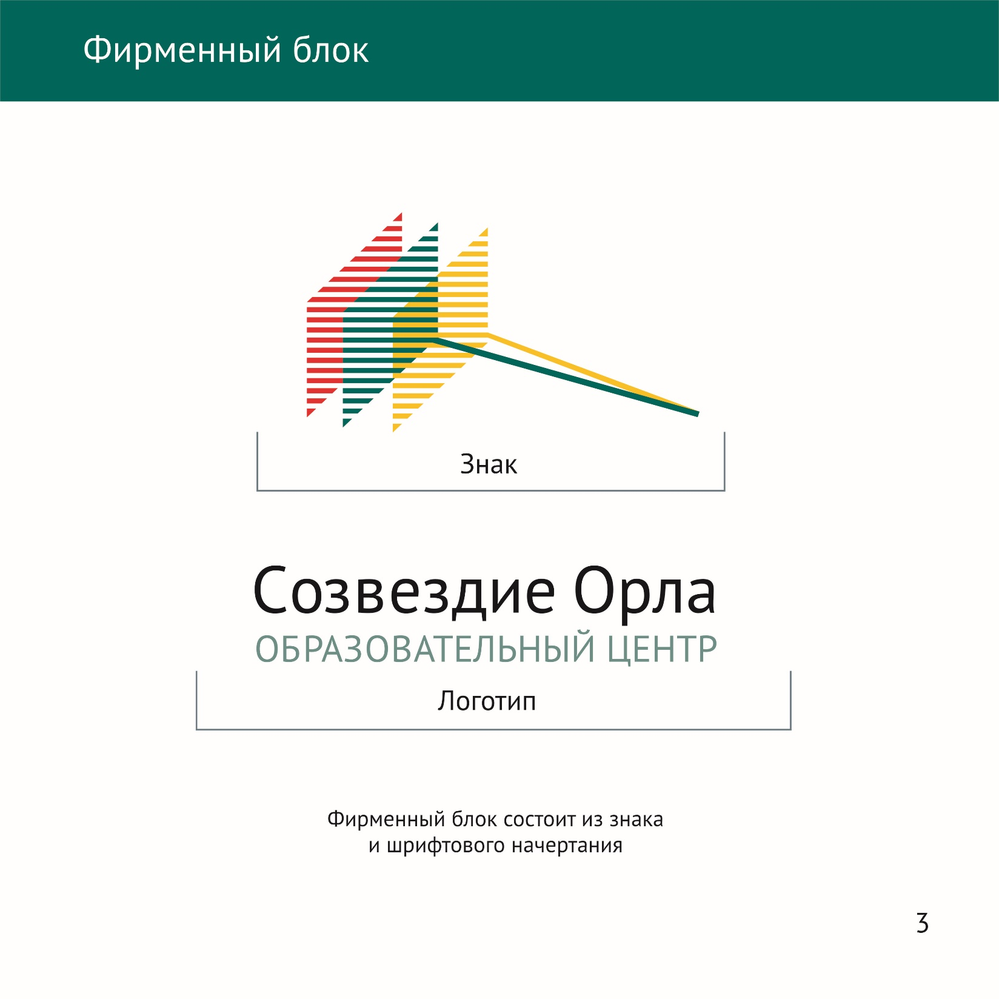 Фирменный блок
Знак
Созвездие Орла
ОБРАЗОВАТЕЛЬНЫЙ ЦЕНТР
Логотип
Фирменный блок состоит из знака
и шрифтового начертания
3